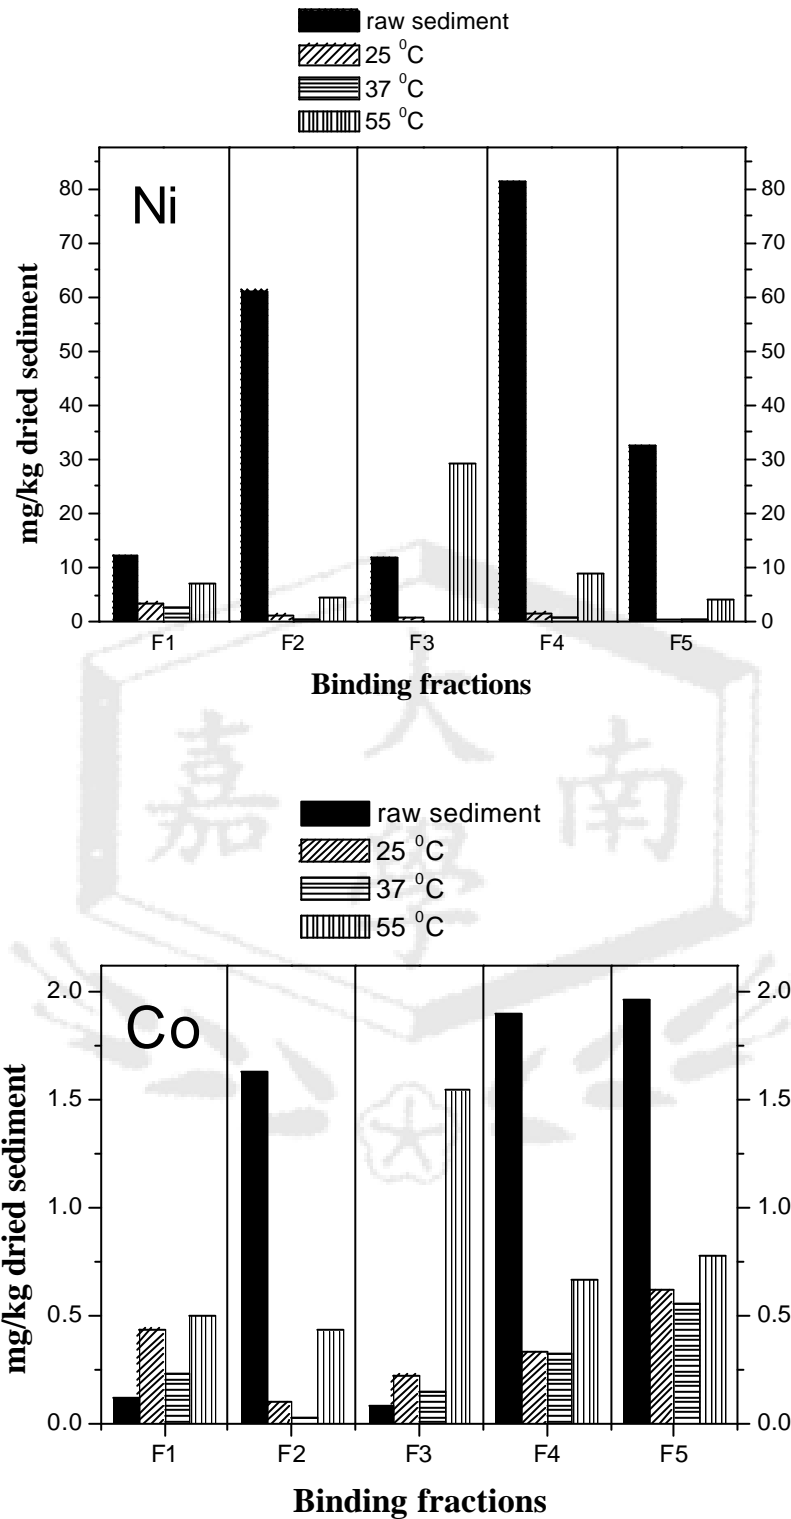 raw sediment
25 ⁰C
37 ⁰C
55 ⁰C
Ni
80
70
60
50
40
30
20
10
0
80
70
60
50
40
30
20
10
0
mg/kg dried sediment
F1 F2 F3 F4 F5
Binding fractions
大
嘉 南
學
raw sediment
25 ⁰C
37 ⁰C
55 ⁰C
Co
2.0
1.5
1.0
0.5
0.0
2.0
1.5
1.0
0.5
0.0
mg/kg dried sediment
F1 F2 F3 F4 F5
Binding fractions